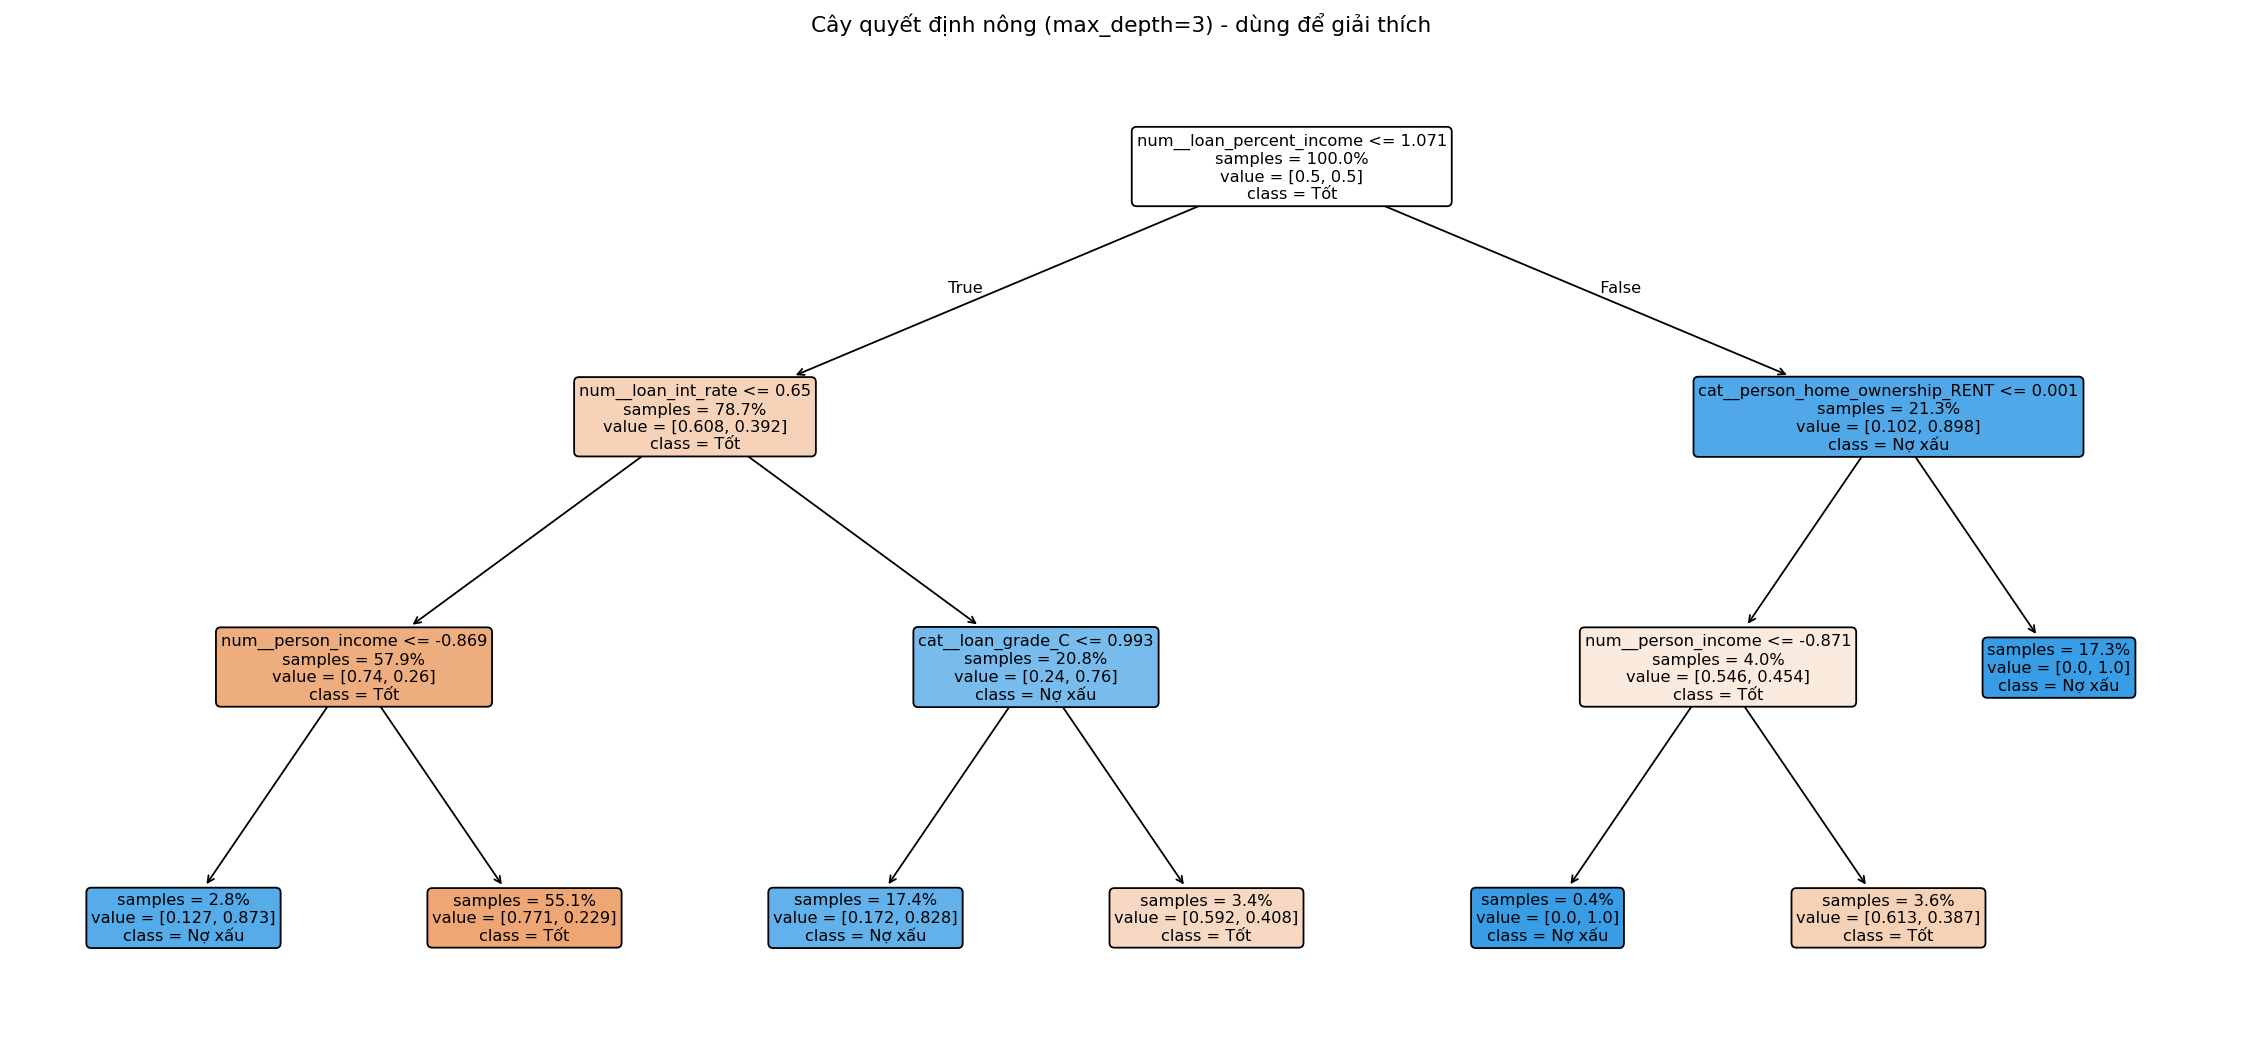 Cây quyết định nông (max_depth=3) - dùng để giải thích
num__loan_percent_income <= 1.071
samples = 100.0%
value = [0.5, 0.5]
class = Tốt
True
False
num__loan_int_rate <= 0.65
samples = 78.7%
value = [0.608, 0.392]
class = Tốt
cat__person_home_ownership_RENT <= 0.001
samples = 21.3%
value = [0.102, 0.898]
class = Nợ xấu
num__person_income <= -0.869
samples = 57.9%
value = [0.74, 0.26]
class = Tốt
cat__loan_grade_C <= 0.993
samples = 20.8%
value = [0.24, 0.76]
class = Nợ xấu
num__person_income <= -0.871
samples = 4.0%
value = [0.546, 0.454]
class = Tốt
samples = 17.3%
value = [0.0, 1.0]
class = Nợ xấu
samples = 2.8%
value = [0.127, 0.873]
class = Nợ xấu
samples = 55.1%
value = [0.771, 0.229]
class = Tốt
samples = 17.4%
value = [0.172, 0.828]
class = Nợ xấu
samples = 3.4%
value = [0.592, 0.408]
class = Tốt
samples = 0.4%
value = [0.0, 1.0]
class = Nợ xấu
samples = 3.6%
value = [0.613, 0.387]
class = Tốt